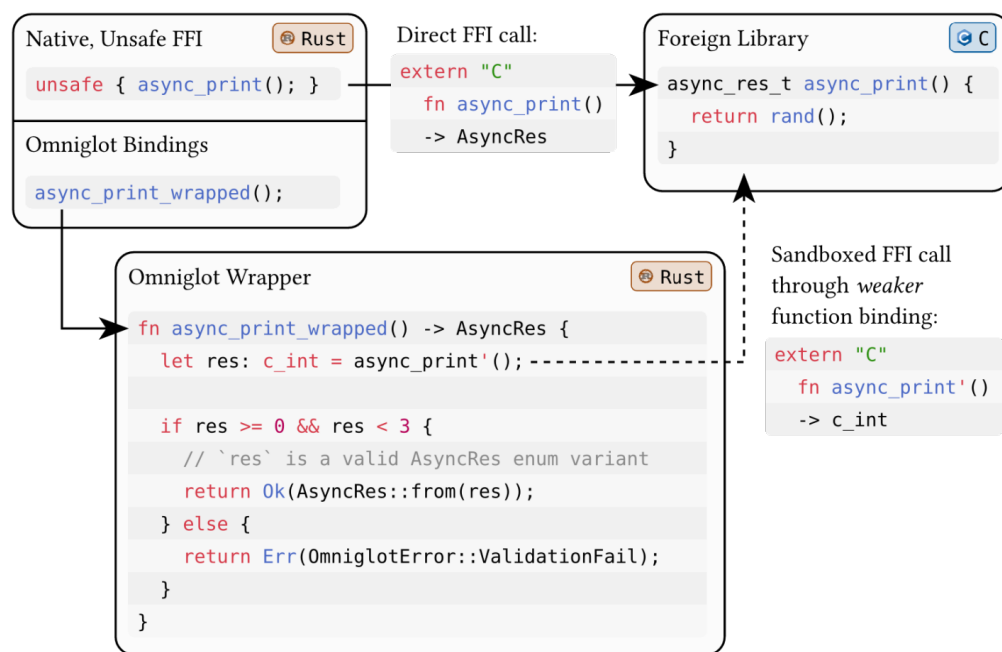 Native, Unsafe FFI
Rust
unsafe { async_print(); }
Omniglot Bindings
async_print_wrapped();
Direct FFI call:
extern "C"
fn async_print()
-> AsyncRes
Foreign Library
C
async_res_t async_print() {
return rand();
}
Omniglot Wrapper
Rust
fn async_print_wrapped() -> AsyncRes {
let res: c_int = async_print'();
if res >= 0 && res < 3 {
// `res` is a valid AsyncRes enum variant
return Ok(AsyncRes::from(res));
} else {
return Err(OmniglotError::ValidationFail);
}
}
Sandboxed FFI call
through weaker
function binding:
extern "C"
fn async_print'()
-> c_int